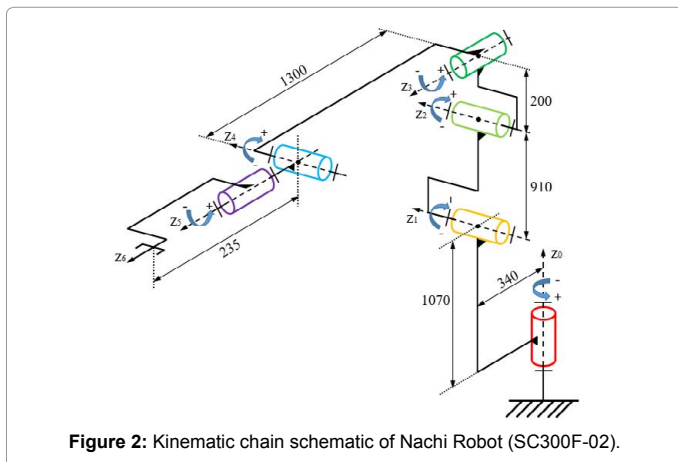 1300
Z3
-
+
200
Z2
+
-
Z4
+
-
910
-
+
Z5
Z1
-
Z6
235
Z0
340
-
+
1070
Figure 2: Kinematic chain schematic of Nachi Robot (SC300F-02).